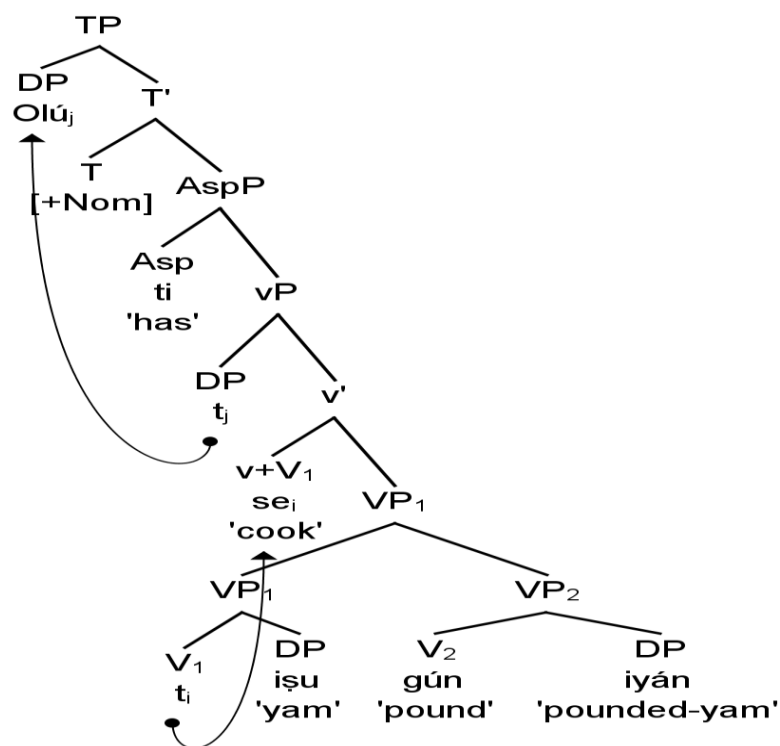 TP
DP T'
Olúⱼ
T AspP
[+Nom]
Asp vP
ti
'has'
DP v'
tⱼ
v+V₁ VP₁
seᵢ
'cook'
VP₁ VP₂
V₁ DP V₂ DP
tᵢ iṣu gún iyán
'yam' 'pound' 'pounded-yam'